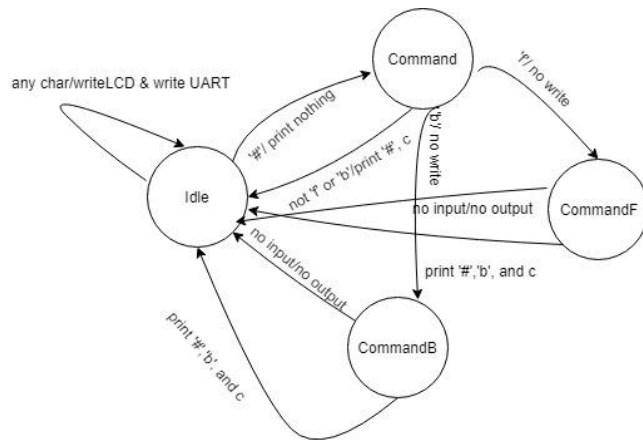 Command
any char/writeLCD & write UART
'#'/ print nothing
'f'/ no write
'b'/ no write
not 'f' or 'b'/print '#', c
Idle
no input/no output
CommandF
no input/no output
print '#','b', and c
print '#','b', and c
CommandB